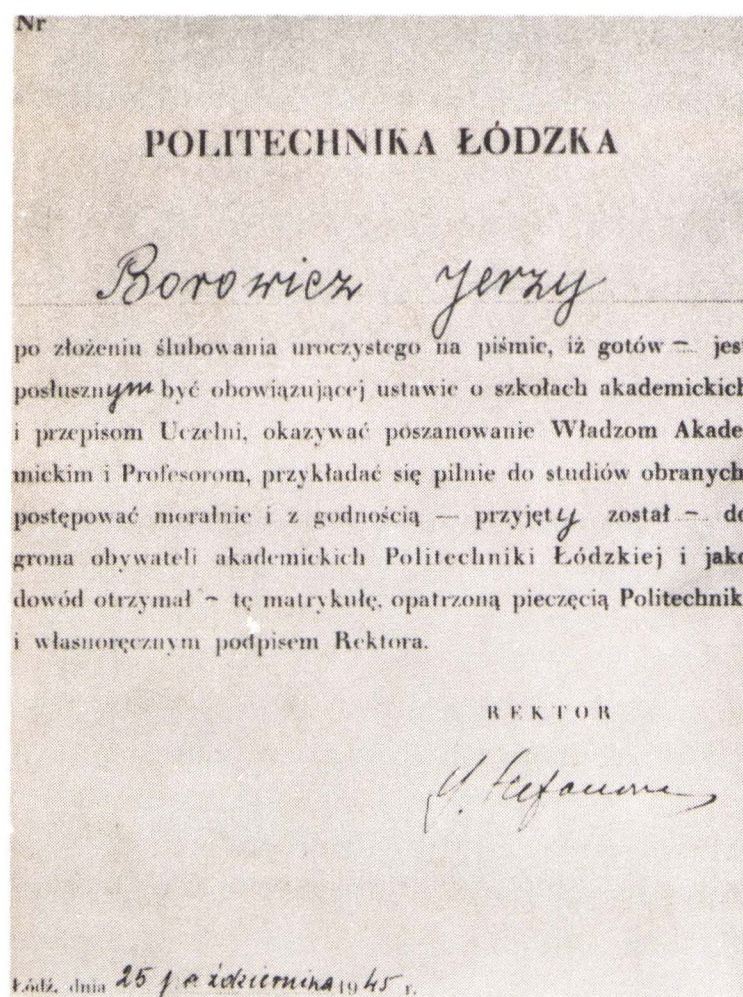 Nr
POLITECHNIKA ŁÓDZKA
Borowicz Jerzy
po złożeniu ślubowania uroczystego na piśmie, iż gotów – jest
posłusznym być obowiązującej ustawie o szkołach akademickich
i przepisom Uczelni, okazywać poszanowanie Władzom Akade-
mickim i Profesorom, przykładać się pilnie do studiów obranych
postępować moralnie i z godnością — przyjęty został – do
grona obywateli akademickich Politechniki Łódzkiej i jako
dowód otrzymał – tę matrykułę, opatrzoną pieczęcią Politechnik
i własnoręcznym podpisem Rektora.
REKTOR
Łódź, dnia 25 października 1945 r.